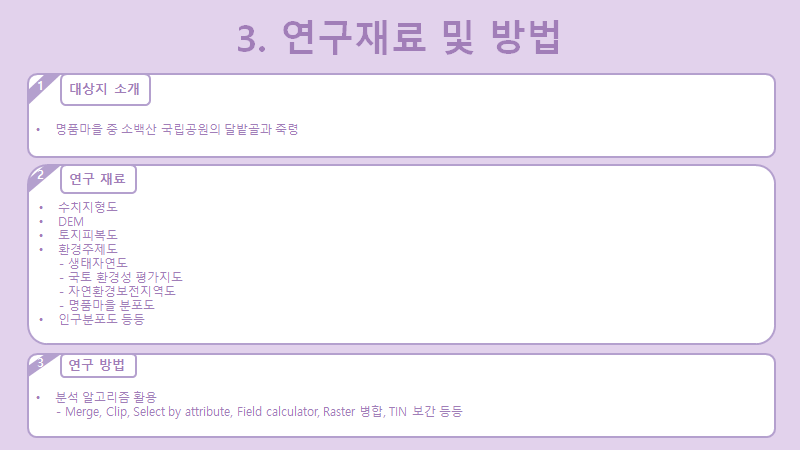 3. 연구재료 및 방법
1
대상지 소개
• 명품마을 중 소백산 국립공원의 달밭골과 죽령
2
연구 재료
• 수치지형도
• DEM
• 토지피복도
• 환경주제도
- 생태자연도
- 국토 환경성 평가지도
- 자연환경보전지역도
- 명품마을 분포도
• 인구분포도 등등
3
연구 방법
• 분석 알고리즘 활용
- Merge, Clip, Select by attribute, Field calculator, Raster 병합, TIN 보간 등등